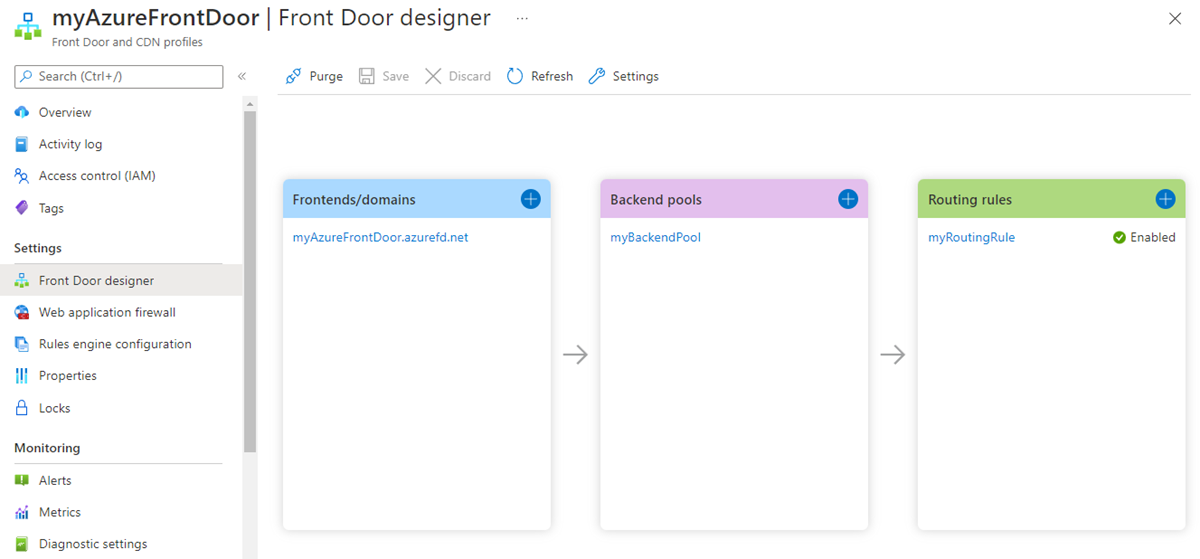 myAzureFrontDoor | Front Door designer ...
Front Door and CDN profiles
Search (Ctrl+/)
«
Purge Save Discard Refresh Settings
Overview
Activity log
Access control (IAM)
Tags
Settings
Front Door designer
Web application firewall
Rules engine configuration
Properties
Locks
Monitoring
Alerts
Metrics
Diagnostic settings
Frontends/domains
myAzureFrontDoor.azurefd.net
Backend pools
myBackendPool
Routing rules
myRoutingRule Enabled